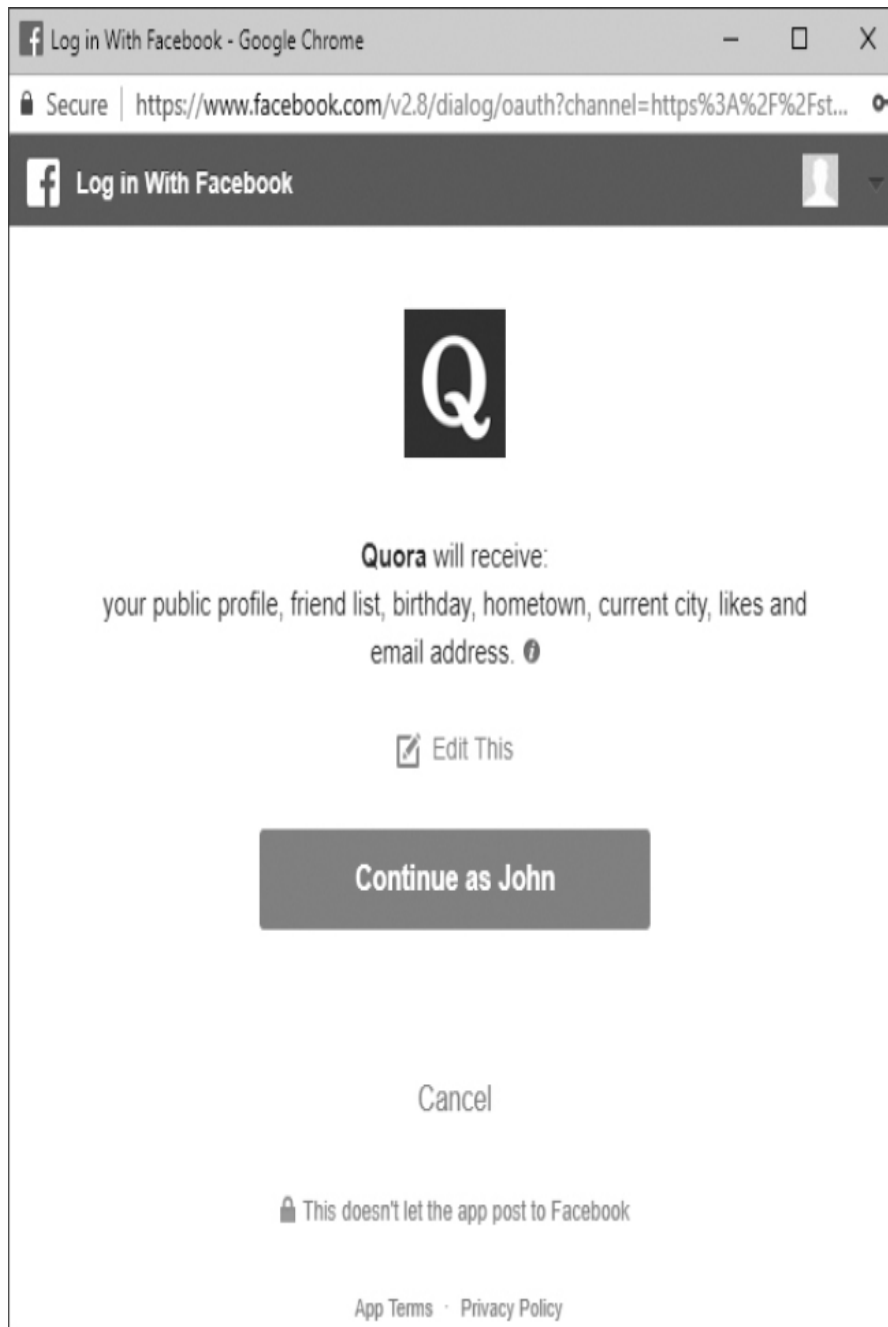 Log in With Facebook - Google Chrome
Secure | https://www.facebook.com/v2.8/dialog/oauth?channel=https%3A%2F%2Fst...
Log in With Facebook
Q
Quora will receive:
your public profile, friend list, birthday, hometown, current city, likes and
email address.
Edit This
Continue as John
Cancel
This doesn't let the app post to Facebook
App Terms · Privacy Policy